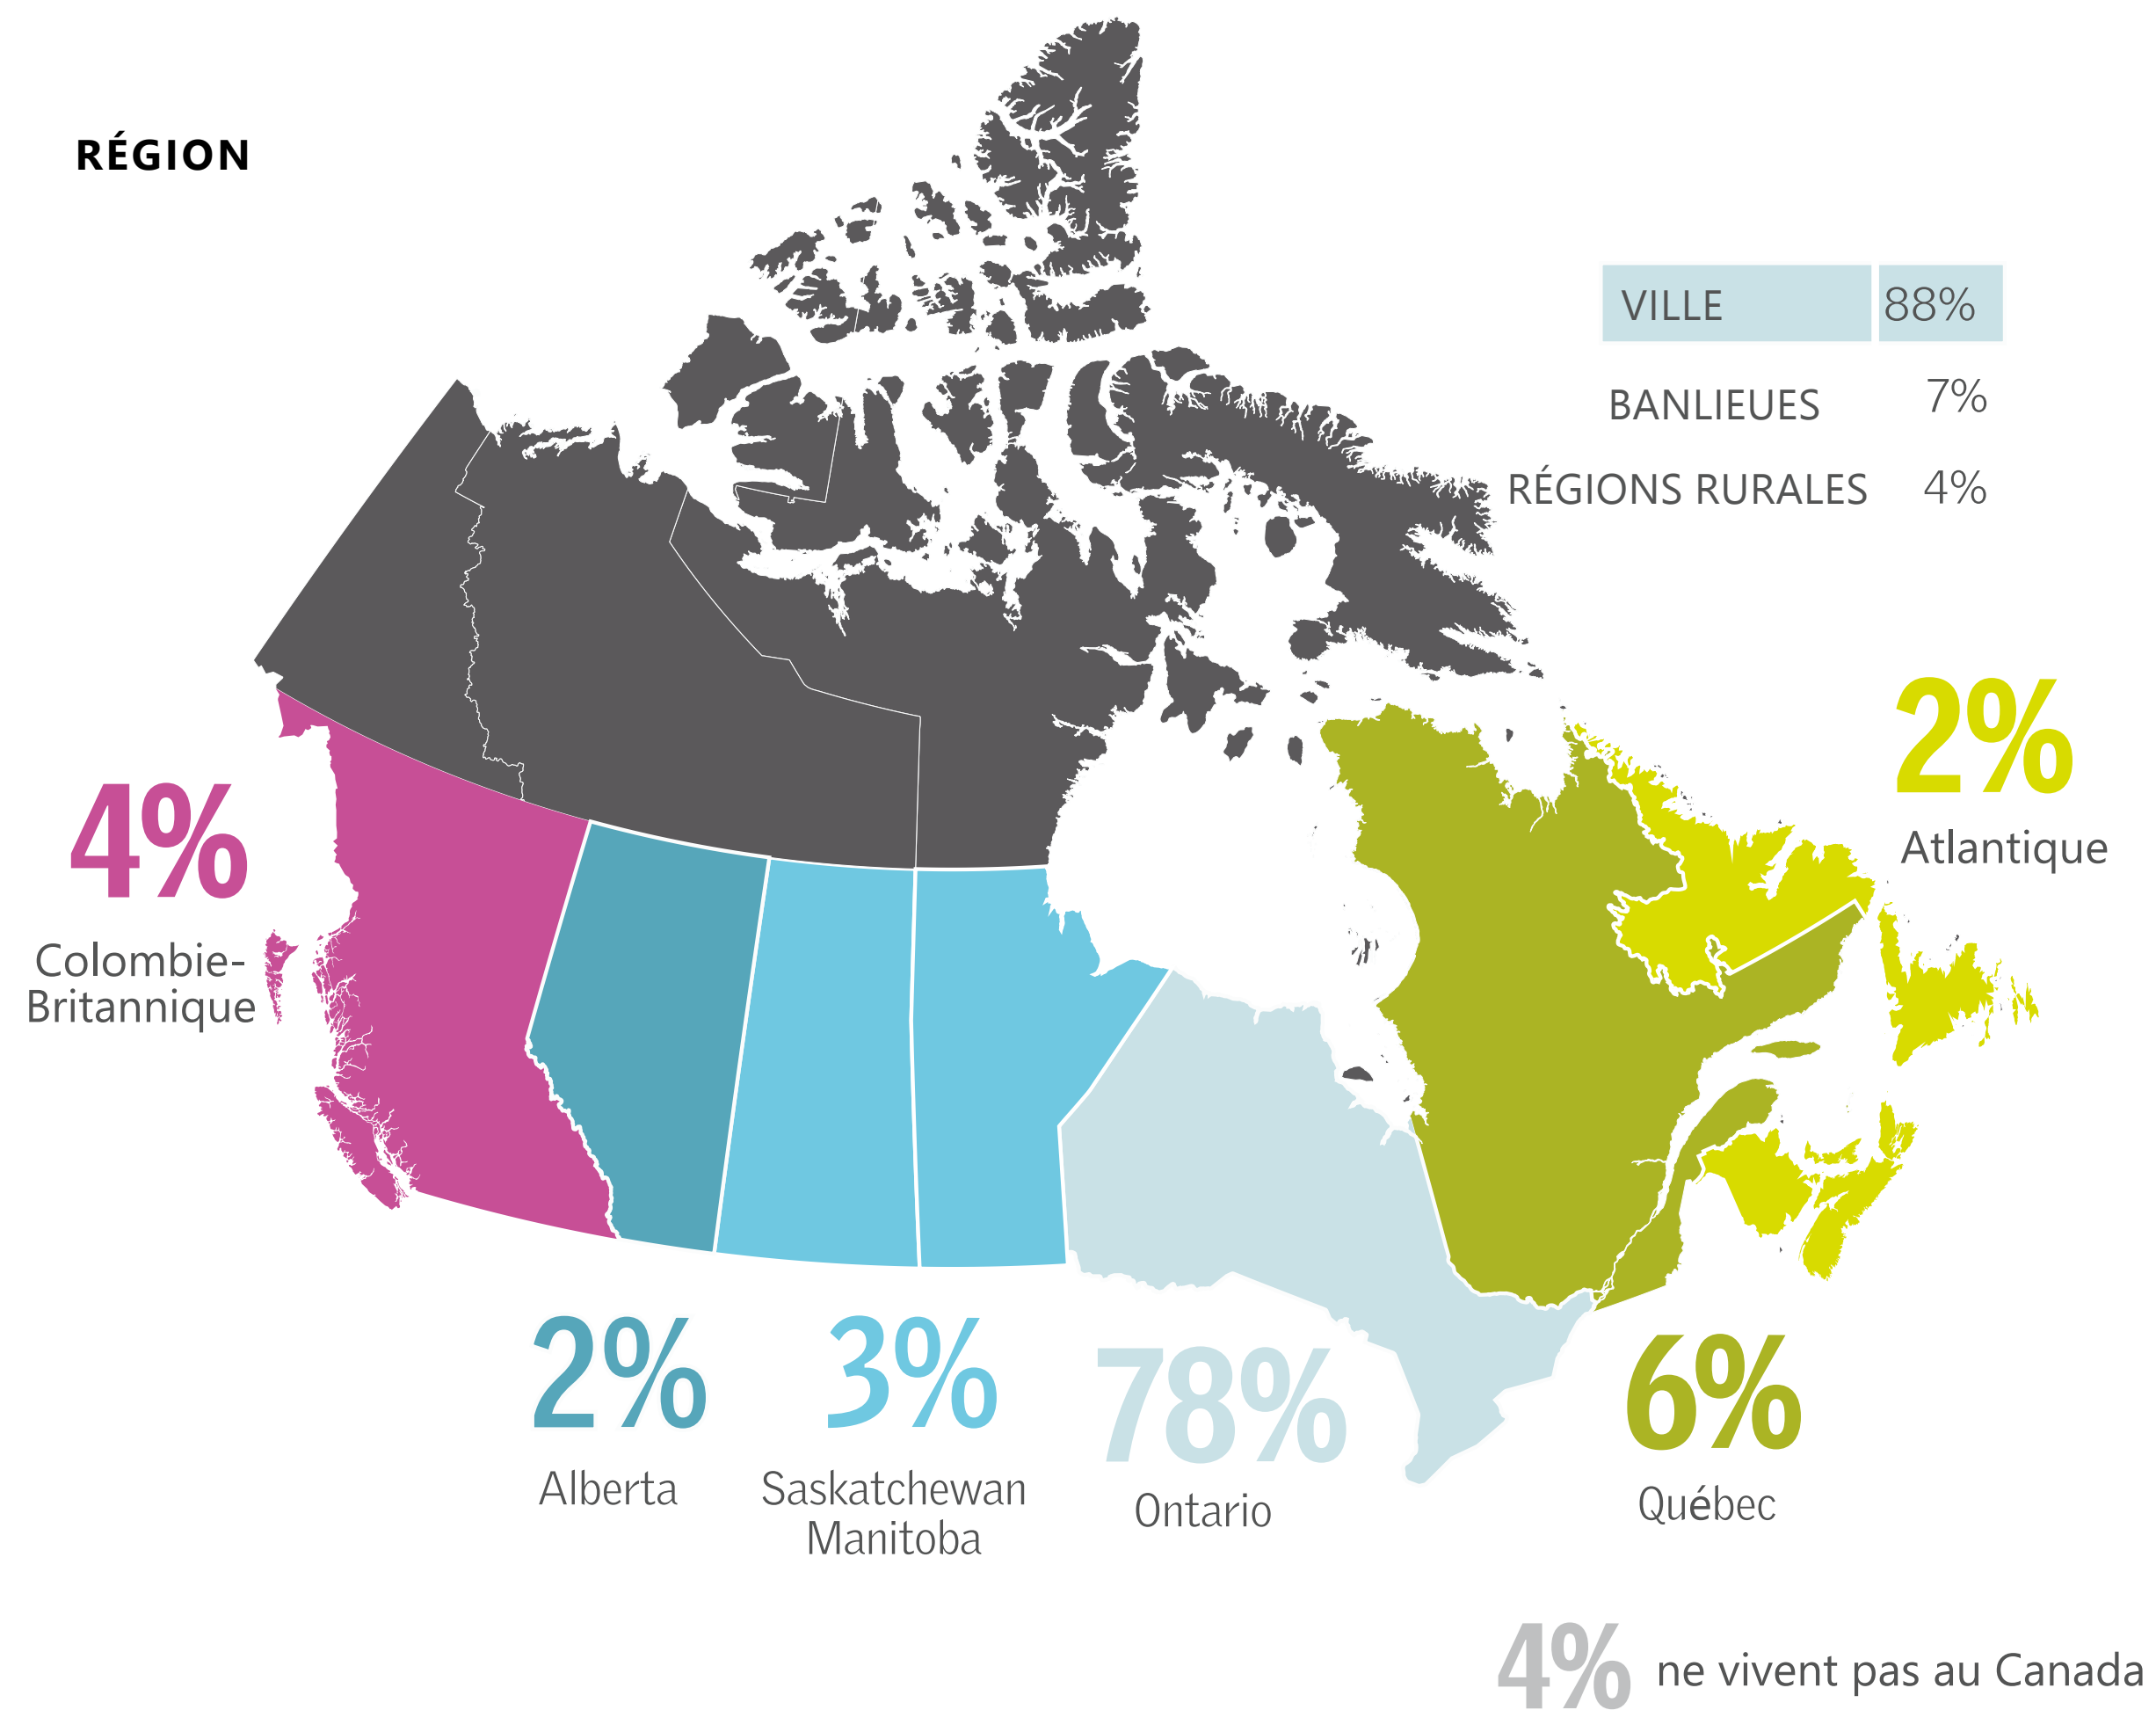 RÉGION
VILLE 88%
BANLIEUES 7%
RÉGIONS RURALES 4%
2%
Atlantique
4%
Colombie-
Britannique
2%
Alberta
3%
Saskatchewan
Manitoba
78%
Ontario
6%
Québec
4% ne vivent pas au Canada